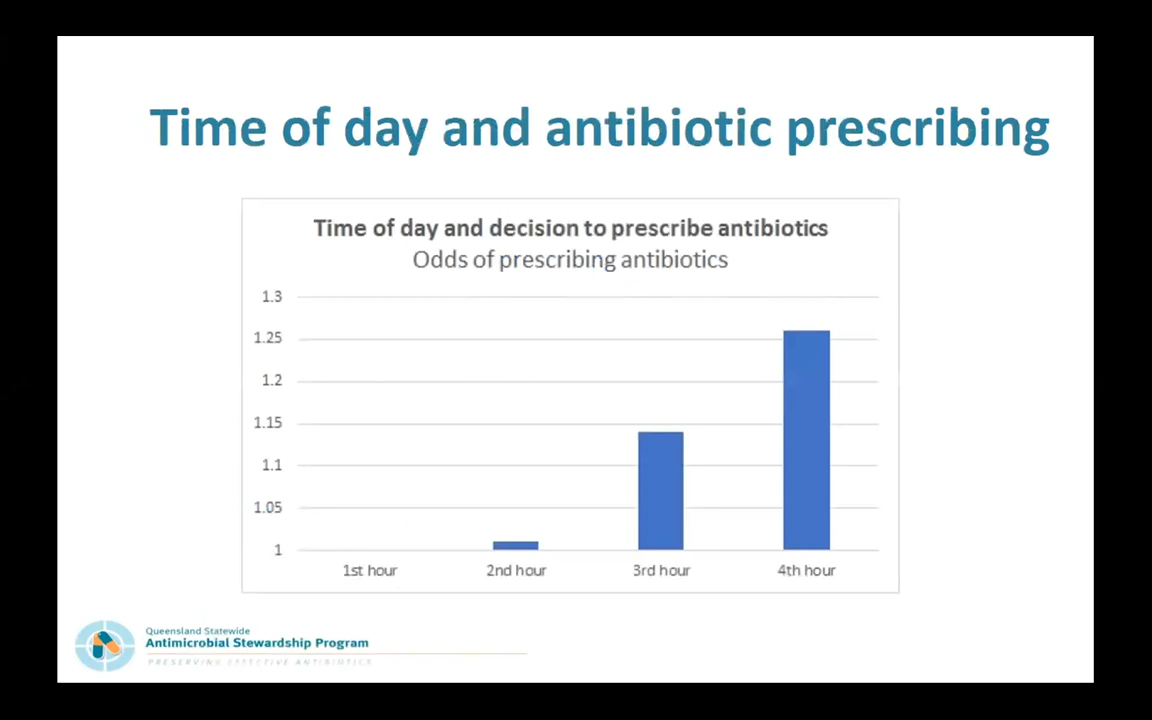 Time of day and antibiotic prescribing
Time of day and decision to prescribe antibiotics
Odds of prescribing antibiotics
1.3
1.25
1.2
1.15
1.1
1.05
1
1st hour 2nd hour 3rd hour 4th hour
Queensland Statewide
Antimicrobial Stewardship Program
PRESERVING EFFECTIVE ANTIBIOTICS